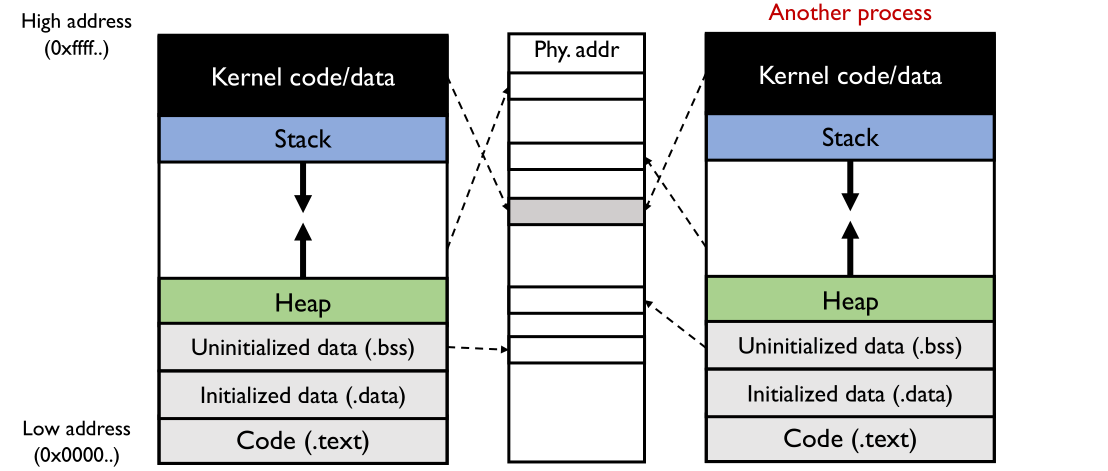 High address
(0xffff..)
Kernel code/data
Stack
Heap
Uninitialized data (.bss)
Initialized data (.data)
Code (.text)
Low address
(0x0000..)
Phy. addr
Another process
Kernel code/data
Stack
Heap
Uninitialized data (.bss)
Initialized data (.data)
Code (.text)